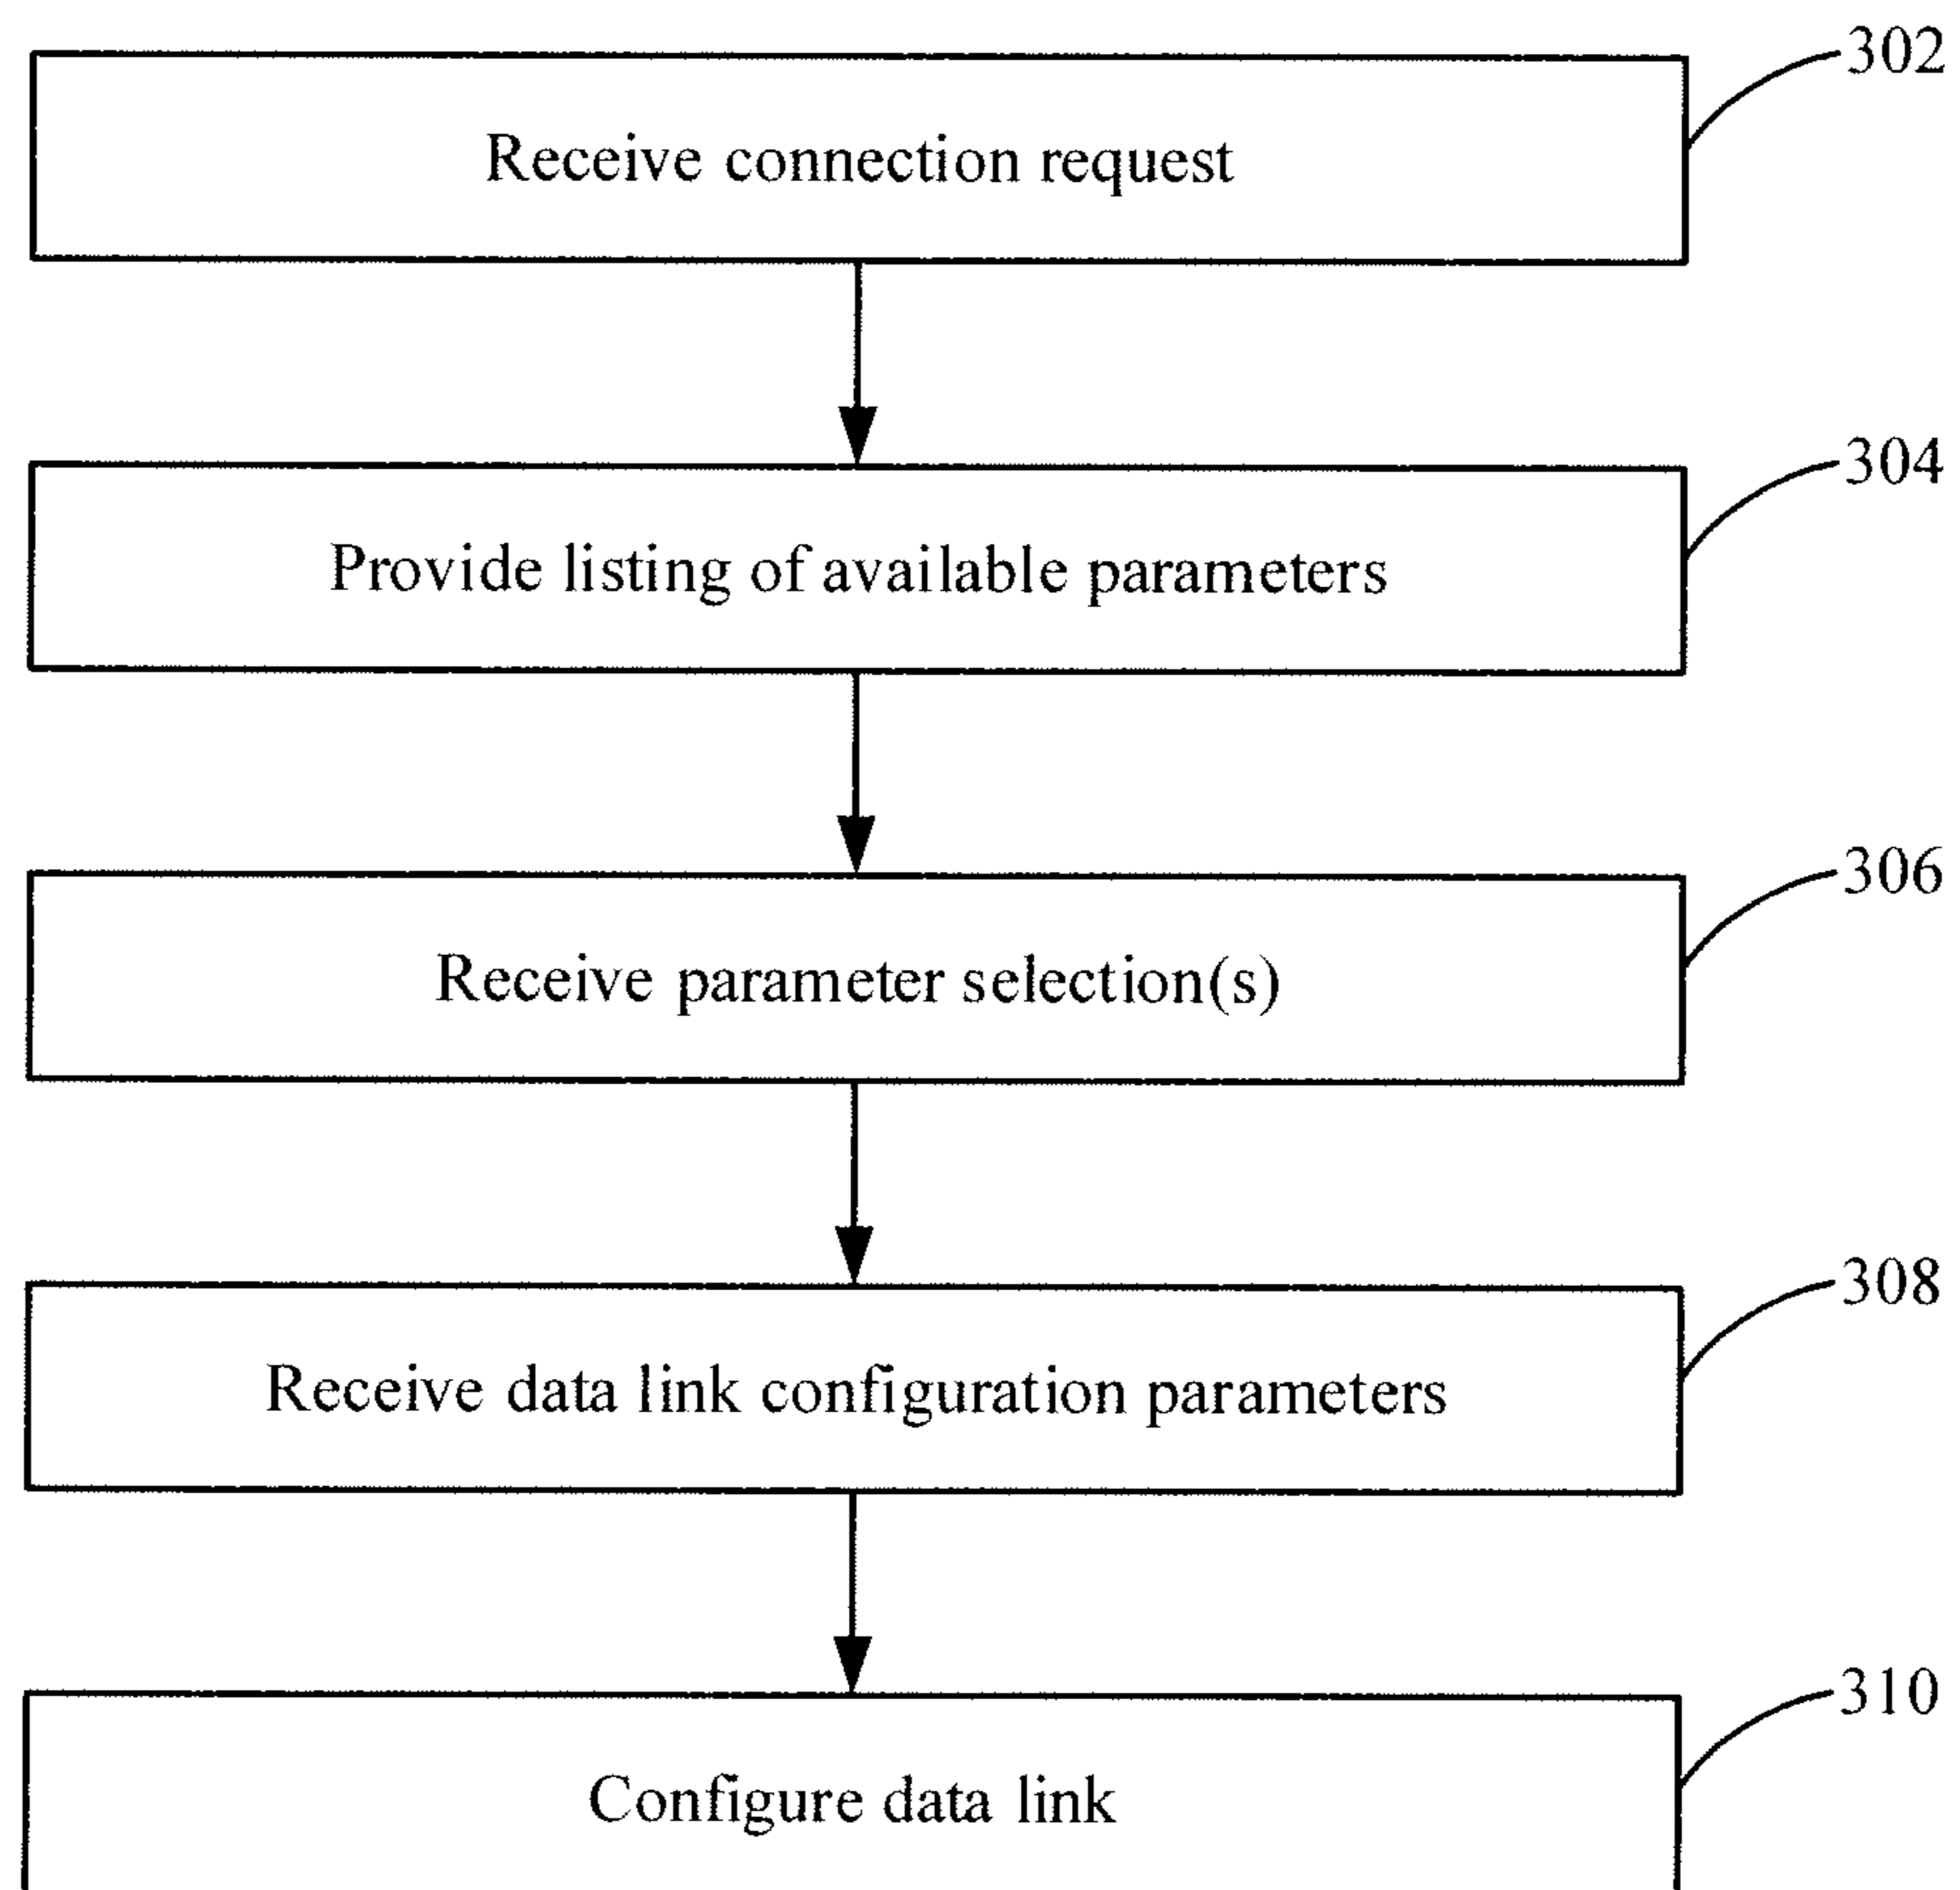 302
Receive connection request
304
Provide listing of available parameters
306
Receive parameter selection(s)
308
Receive data link configuration parameters
310
Configure data link